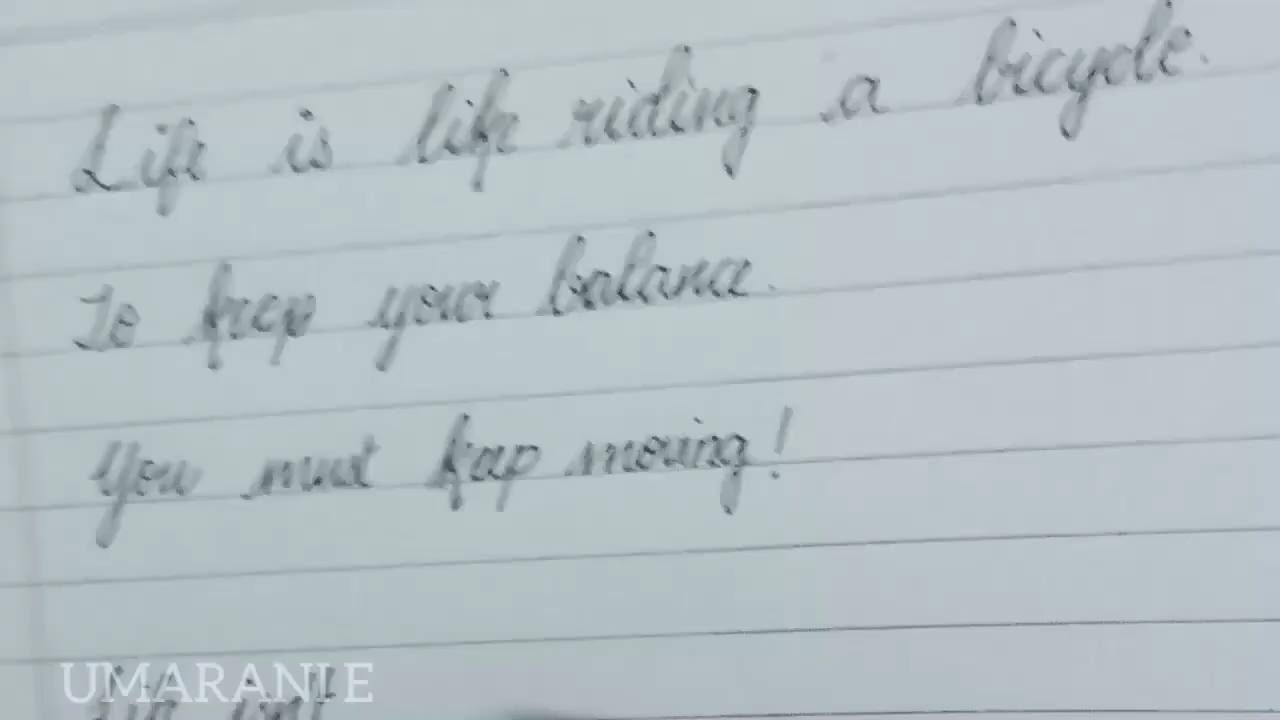 Life is like riding a bicycle.
To keep your balance.
You must keep moving!
UMARANIE